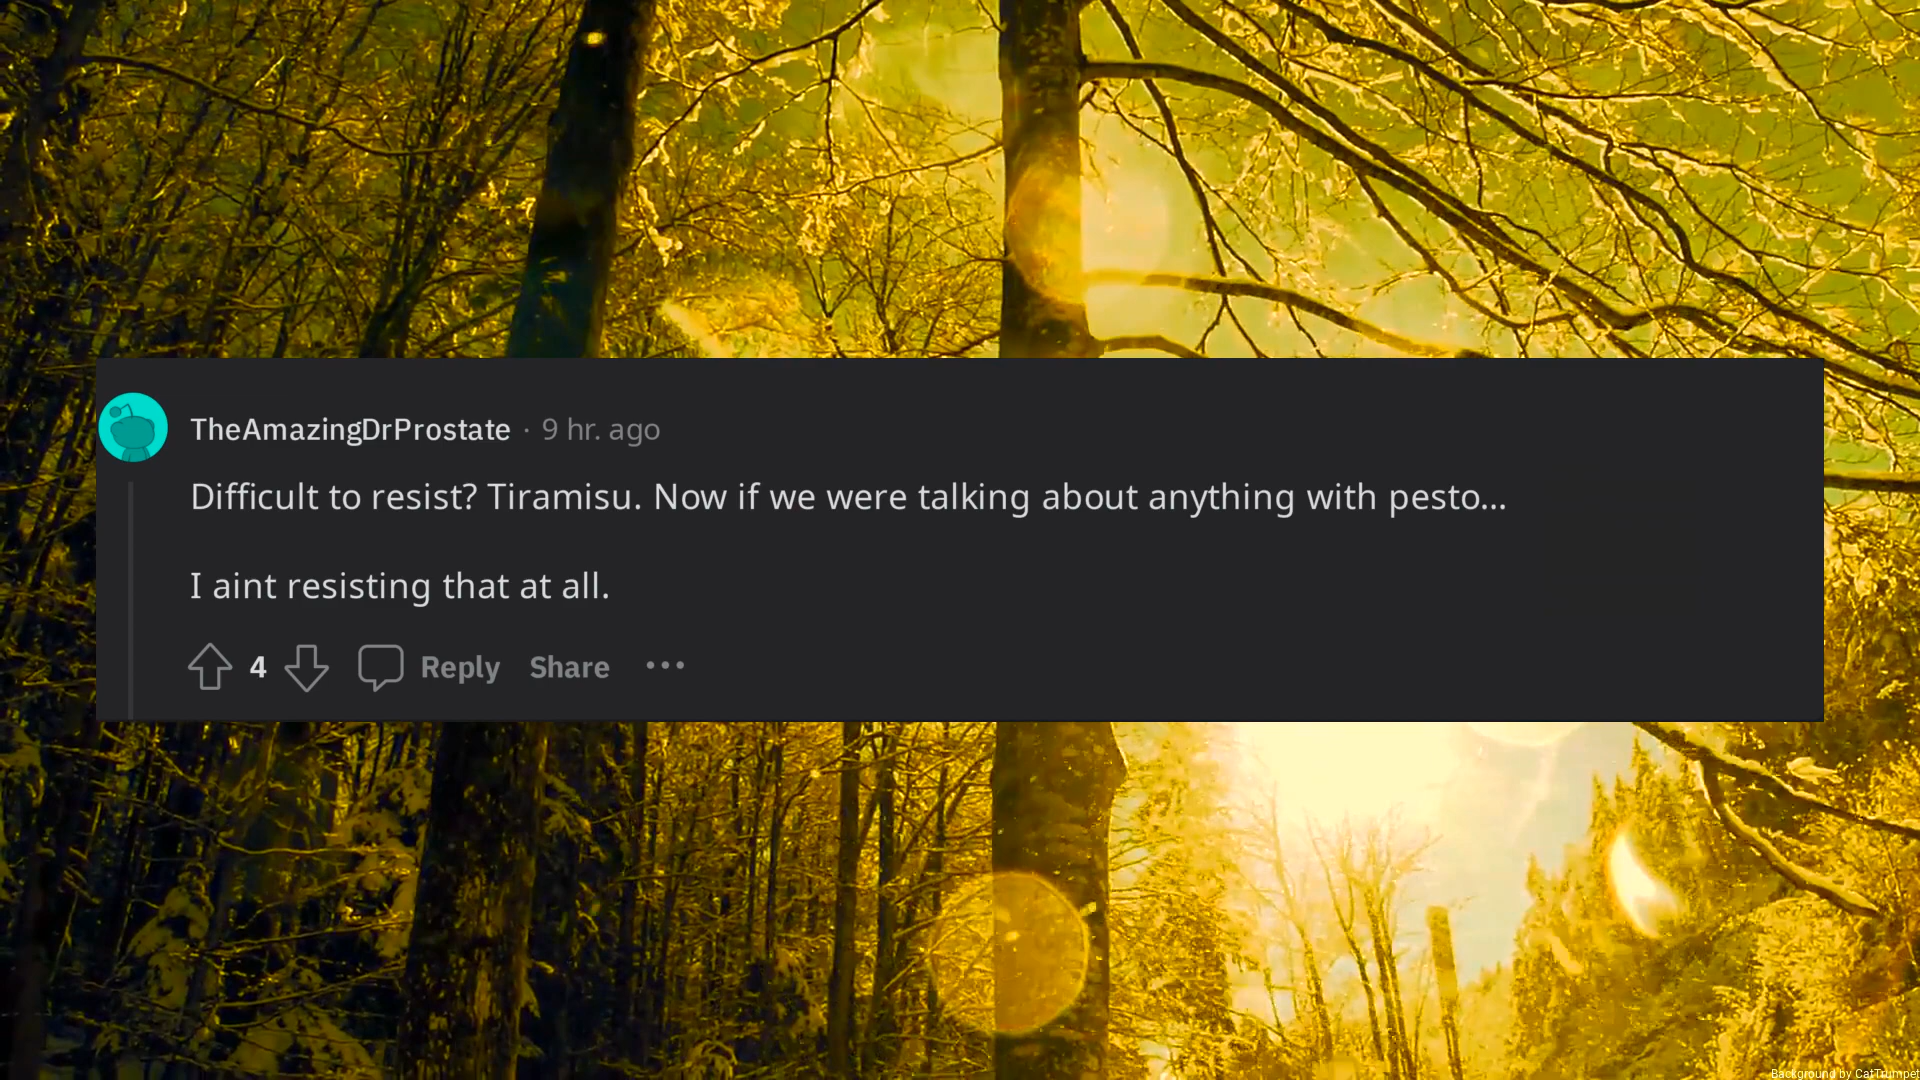 TheAmazingDrProstate · 9 hr. ago
Difficult to resist? Tiramisu. Now if we were talking about anything with pesto...
I aint resisting that at all.
4 Reply Share ···
Background by CatTrumpet